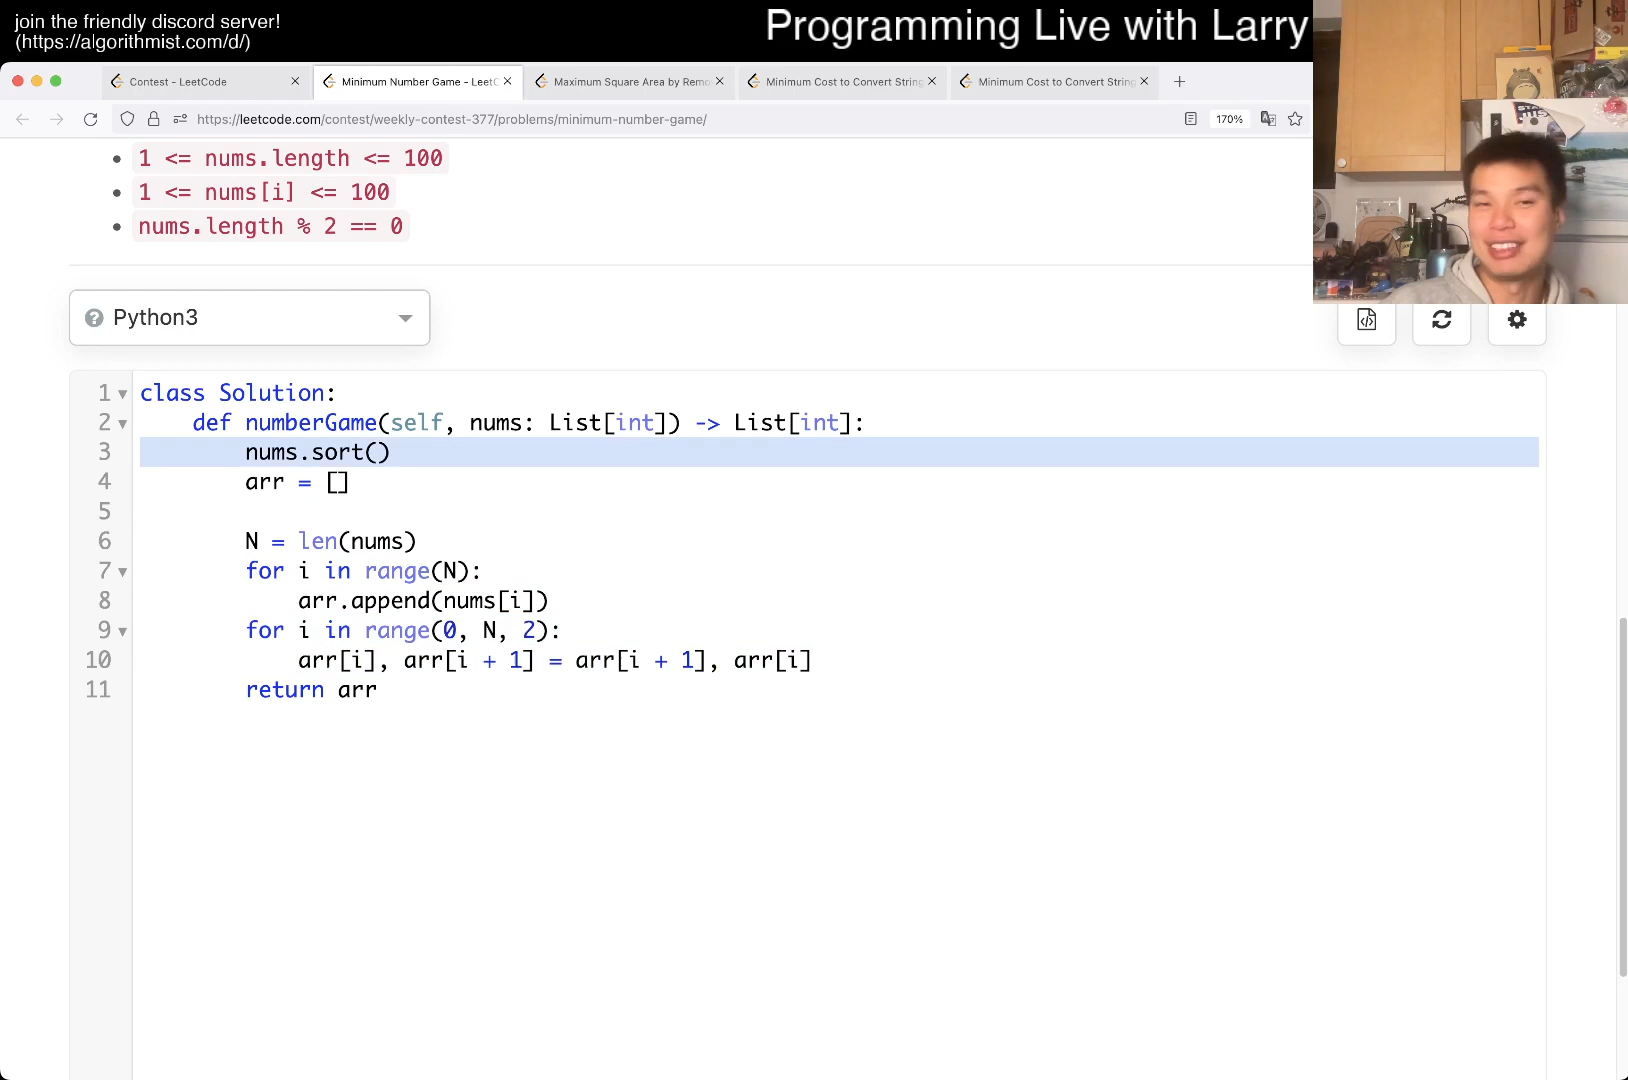 join the friendly discord server!
(https://algorithmist.com/d/)
Programming Live with Larry
Contest - LeetCode
Minimum Number Game - LeetC
Maximum Square Area by Remo
Minimum Cost to Convert String
Minimum Cost to Convert String
https://leetcode.com/contest/weekly-contest-377/problems/minimum-number-game/
170%
1 <= nums.length <= 100
1 <= nums[i] <= 100
nums.length % 2 == 0
Python3
1 class Solution:
2 def numberGame(self, nums: List[int]) -> List[int]:
3 nums.sort()
4 arr = []
5
6 N = len(nums)
7 for i in range(N):
8 arr.append(nums[i])
9 for i in range(0, N, 2):
10 arr[i], arr[i + 1] = arr[i + 1], arr[i]
11 return arr